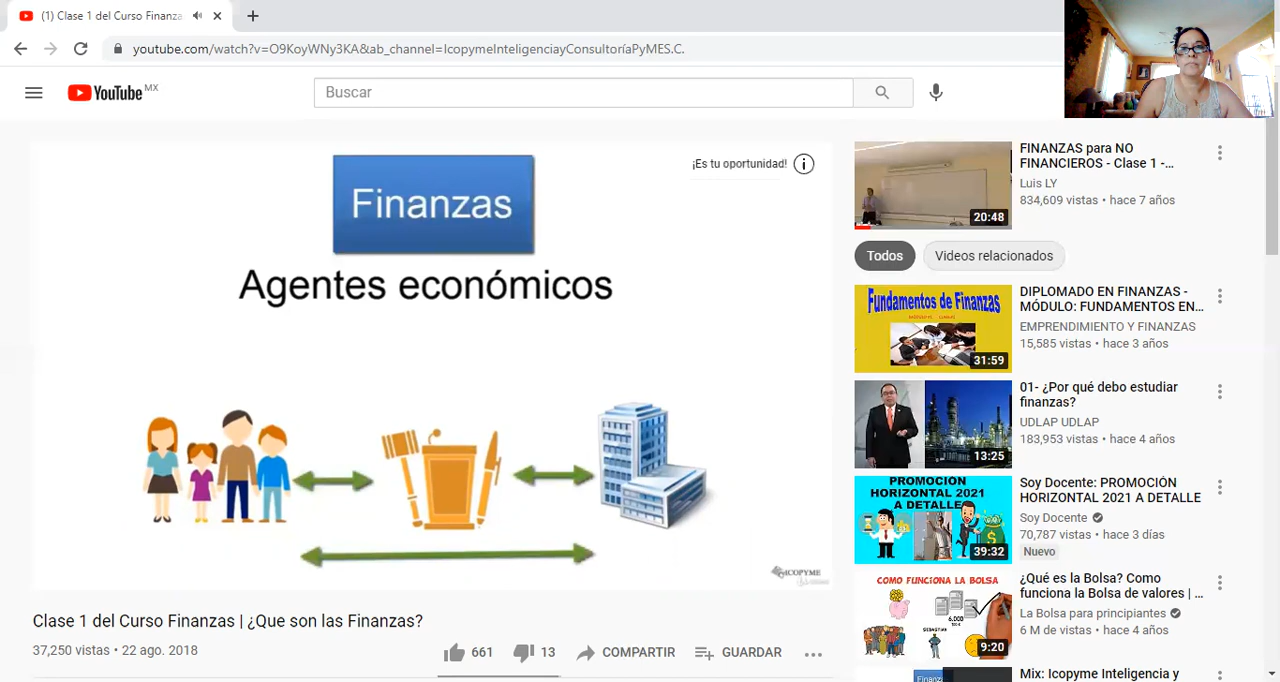 (1) Clase 1 del Curso Finanza
youtube.com/watch?v=O9KoyWNy3KA&ab_channel=IcopymeInteligenciayConsultoríaPyMES.C.
YouTube MX
Buscar
Finanzas
¡Es tu oportunidad!
Agentes económicos
ICOPYME
Clase 1 del Curso Finanzas | ¿Que son las Finanzas?
37,250 vistas • 22 ago. 2018
661
13
COMPARTIR
GUARDAR
20:48
FINANZAS para NO
FINANCIEROS - Clase 1 -...
Luis LY
834,609 vistas • hace 7 años
Todos
Videos relacionados
Fundamentos de Finanzas
31:59
DIPLOMADO EN FINANZAS -
MÓDULO: FUNDAMENTOS EN...
EMPRENDIMIENTO Y FINANZAS
15,585 vistas • hace 3 años
13:25
01- ¿Por qué debo estudiar
finanzas?
UDLAP UDLAP
183,953 vistas • hace 4 años
PROMOCION
HORIZONTAL 2021
A DETALLE
39:32
Soy Docente: PROMOCIÓN
HORIZONTAL 2021 A DETALLE
Soy Docente
70,787 vistas • hace 3 días
Nuevo
COMO FUNCIONA LA BOLSA
6,000
9:20
¿Qué es la Bolsa? Como
funciona la Bolsa de valores | ...
La Bolsa para principiantes
6 M de vistas • hace 4 años
Mix: Icopyme Inteligencia y